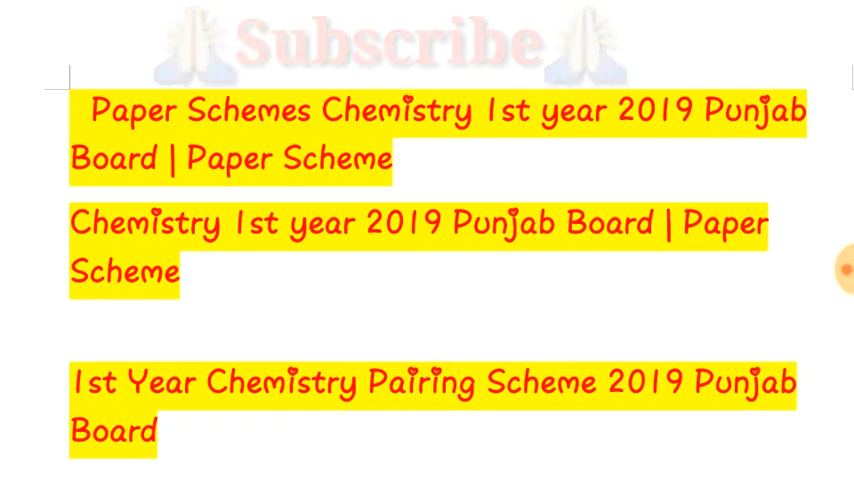 Subscribe
Paper Schemes Chemistry 1st year 2019 Punjab
Board | Paper Scheme
Chemistry 1st year 2019 Punjab Board | Paper
Scheme
1st Year Chemistry Pairing Scheme 2019 Punjab
Board